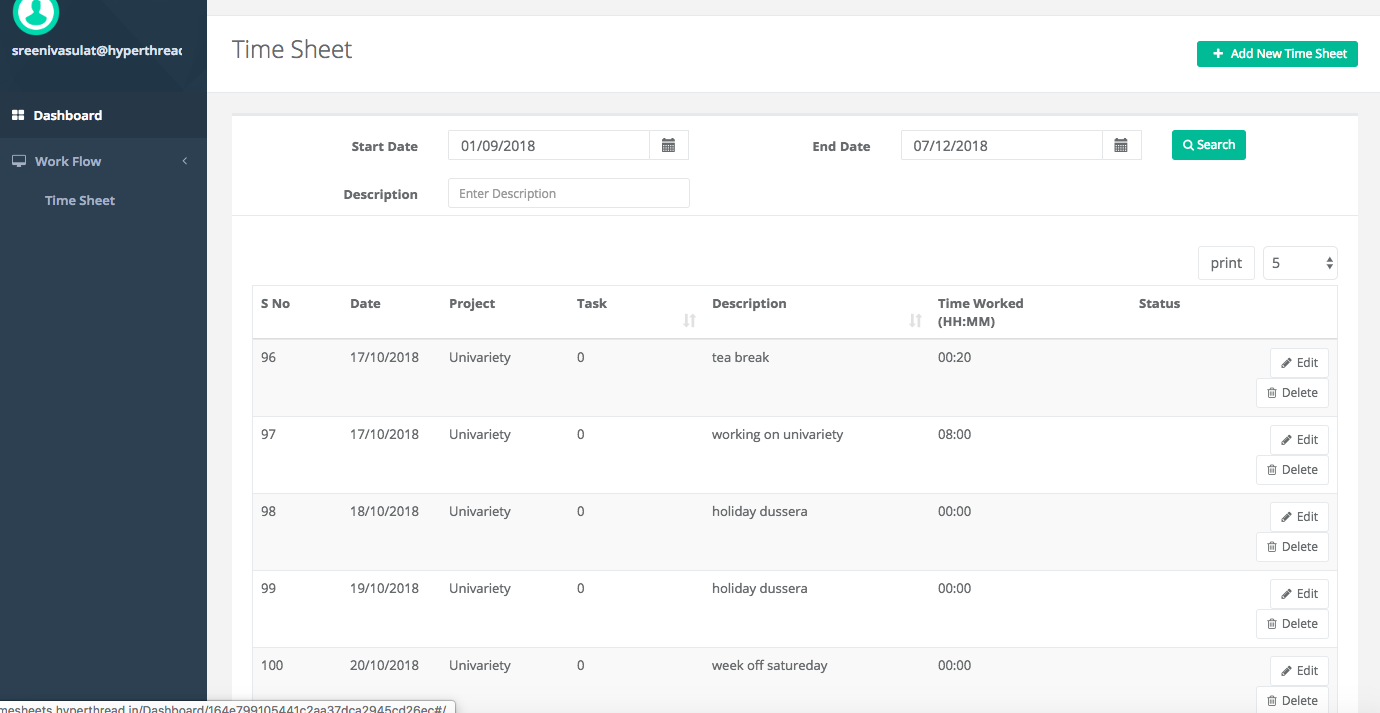 sreenivasulat@hyperthread
Time Sheet
+ Add New Time Sheet
Dashboard
Work Flow
Time Sheet
Start Date 01/09/2018 End Date 07/12/2018 Search
Description Enter Description
print 5
S No Date Project Task Description Time Worked (HH:MM) Status
96 17/10/2018 Univariety 0 tea break 00:20 Edit
Delete
97 17/10/2018 Univariety 0 working on univariety 08:00 Edit
Delete
98 18/10/2018 Univariety 0 holiday dussera 00:00 Edit
Delete
99 19/10/2018 Univariety 0 holiday dussera 00:00 Edit
Delete
100 20/10/2018 Univariety 0 week off satureday 00:00 Edit
Delete
mesheets.hyperthread.in/Dashboard/164e799105441c2aa37dca2945cd26ec#/